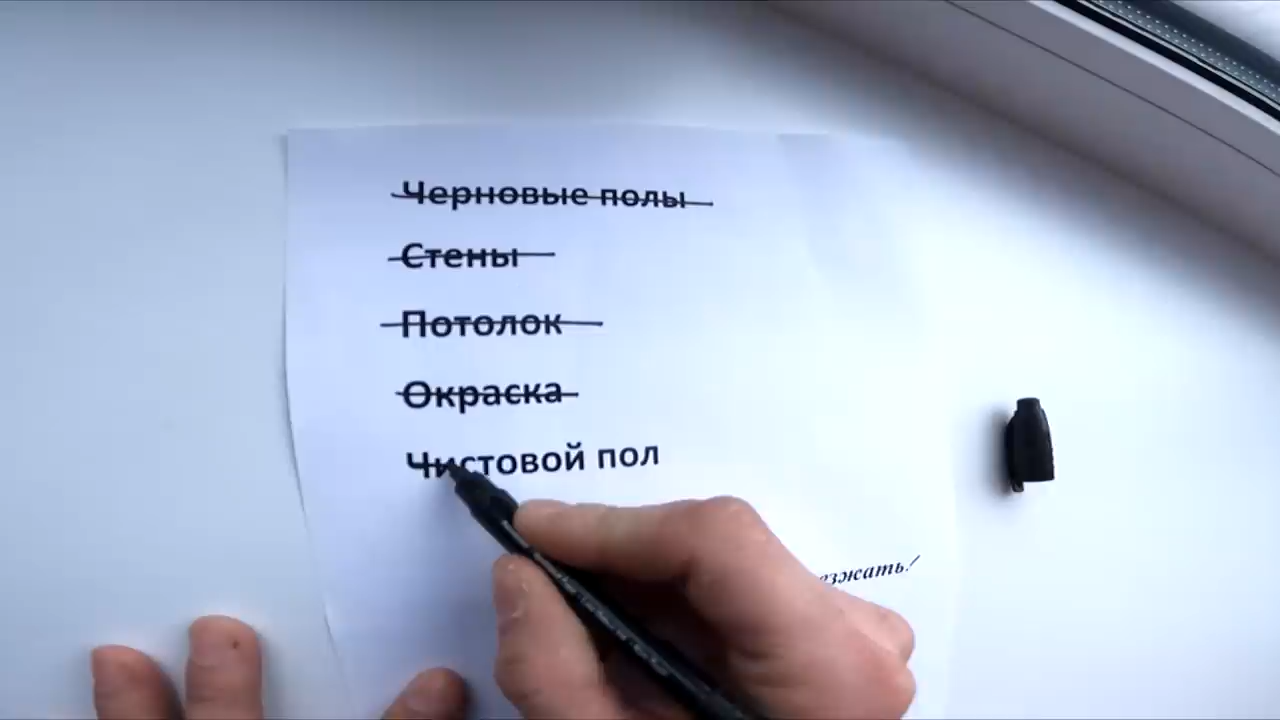 Черновые полы
Стены
Потолок
Окраска
Чистовой пол